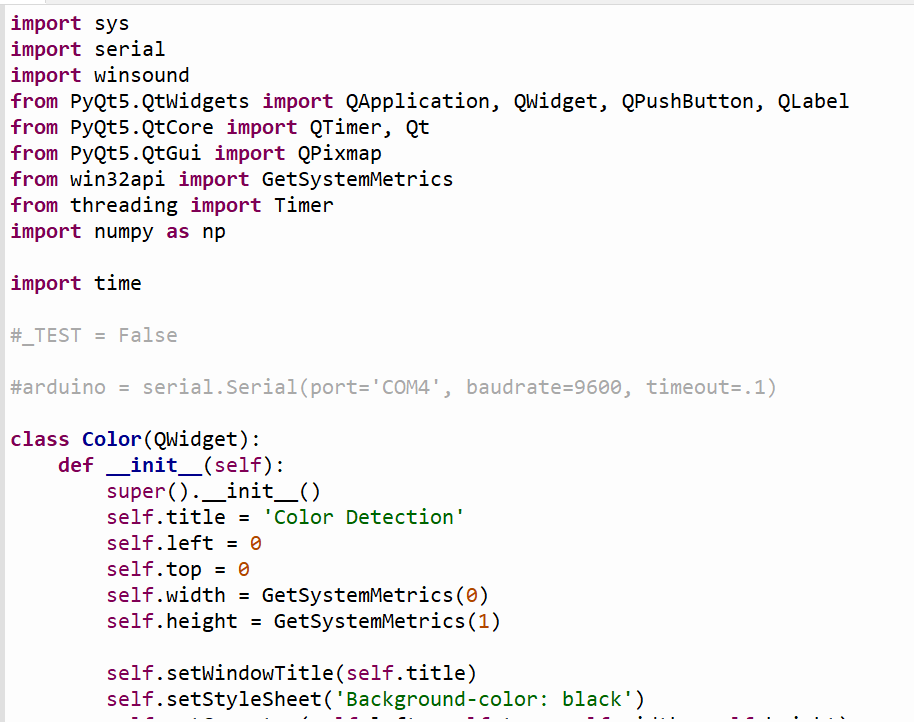 import sys
import serial
import winsound
from PyQt5.QtWidgets import QApplication, QWidget, QPushButton, QLabel
from PyQt5.QtCore import QTimer, Qt
from PyQt5.QtGui import QPixmap
from win32api import GetSystemMetrics
from threading import Timer
import numpy as np

import time

#_TEST = False

#arduino = serial.Serial(port='COM4', baudrate=9600, timeout=.1)

class Color(QWidget):
    def __init__(self):
        super().__init__()
        self.title = 'Color Detection'
        self.left = 0
        self.top = 0
        self.width = GetSystemMetrics(0)
        self.height = GetSystemMetrics(1)

        self.setWindowTitle(self.title)
        self.setStyleSheet('Background-color: black')